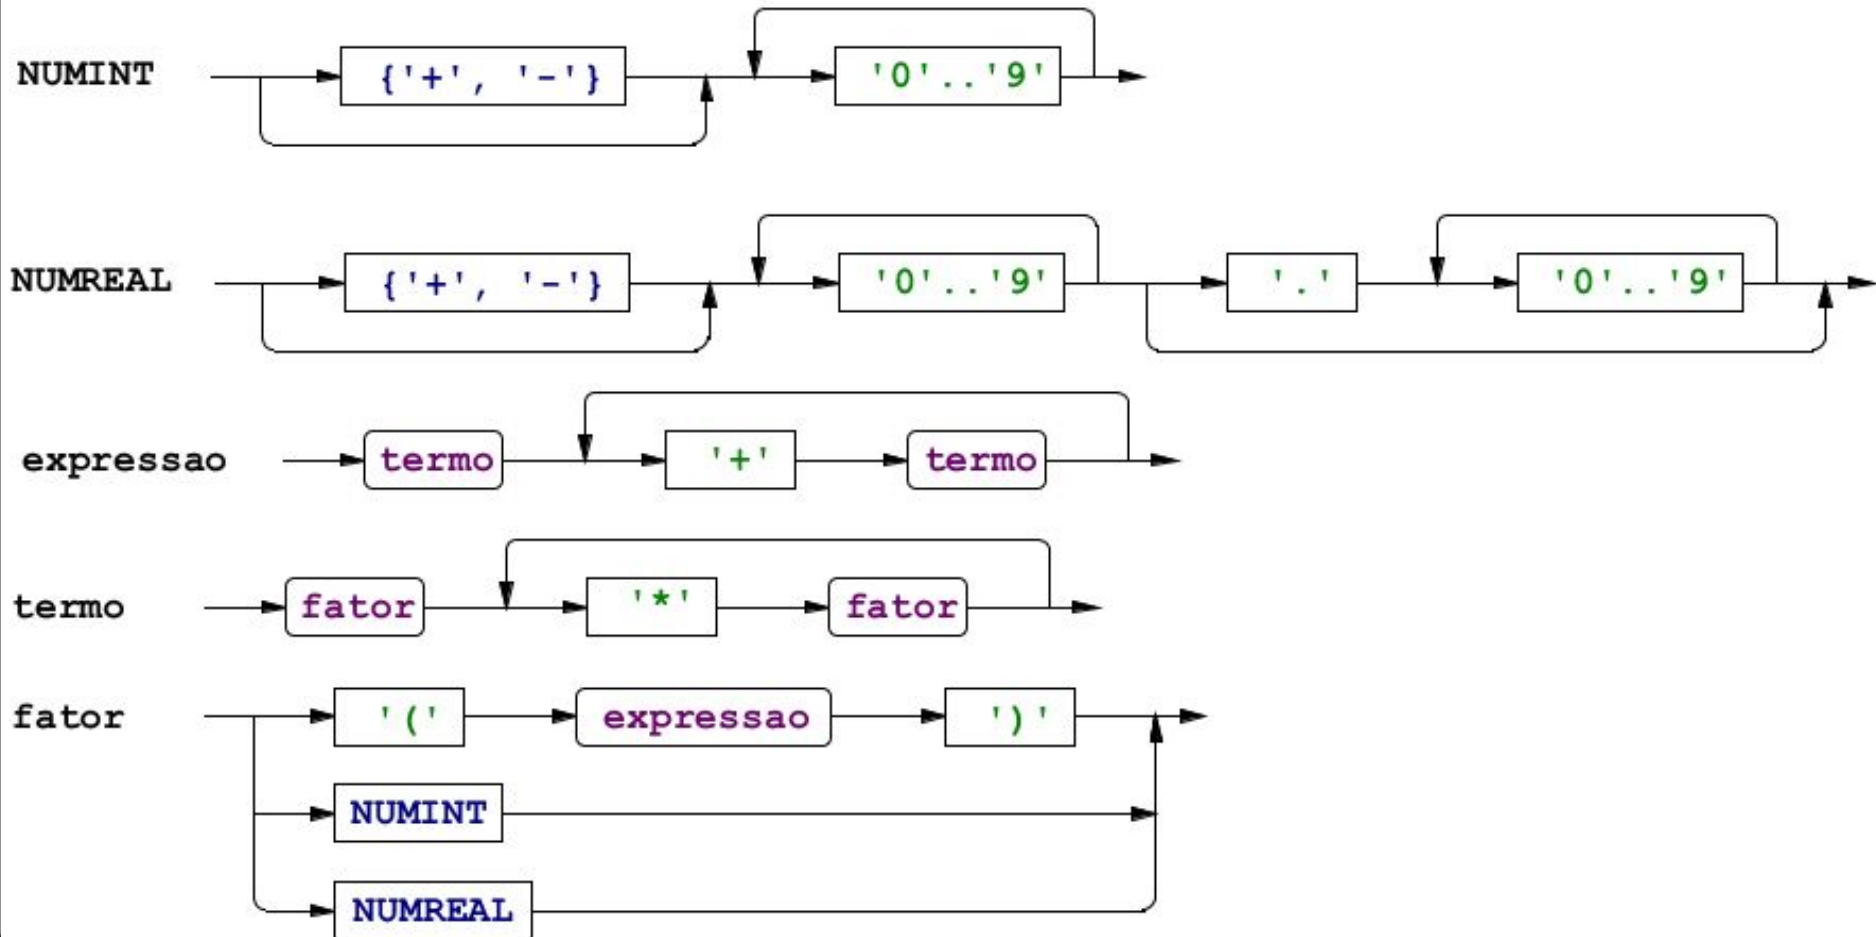 NUMINT {'+', '-'} '0'..'9'
NUMREAL {'+', '-'} '0'..'9' '.' '0'..'9'
expressao termo '+' termo
termo fator '*' fator
fator '(' expressao ')'
NUMINT
NUMREAL